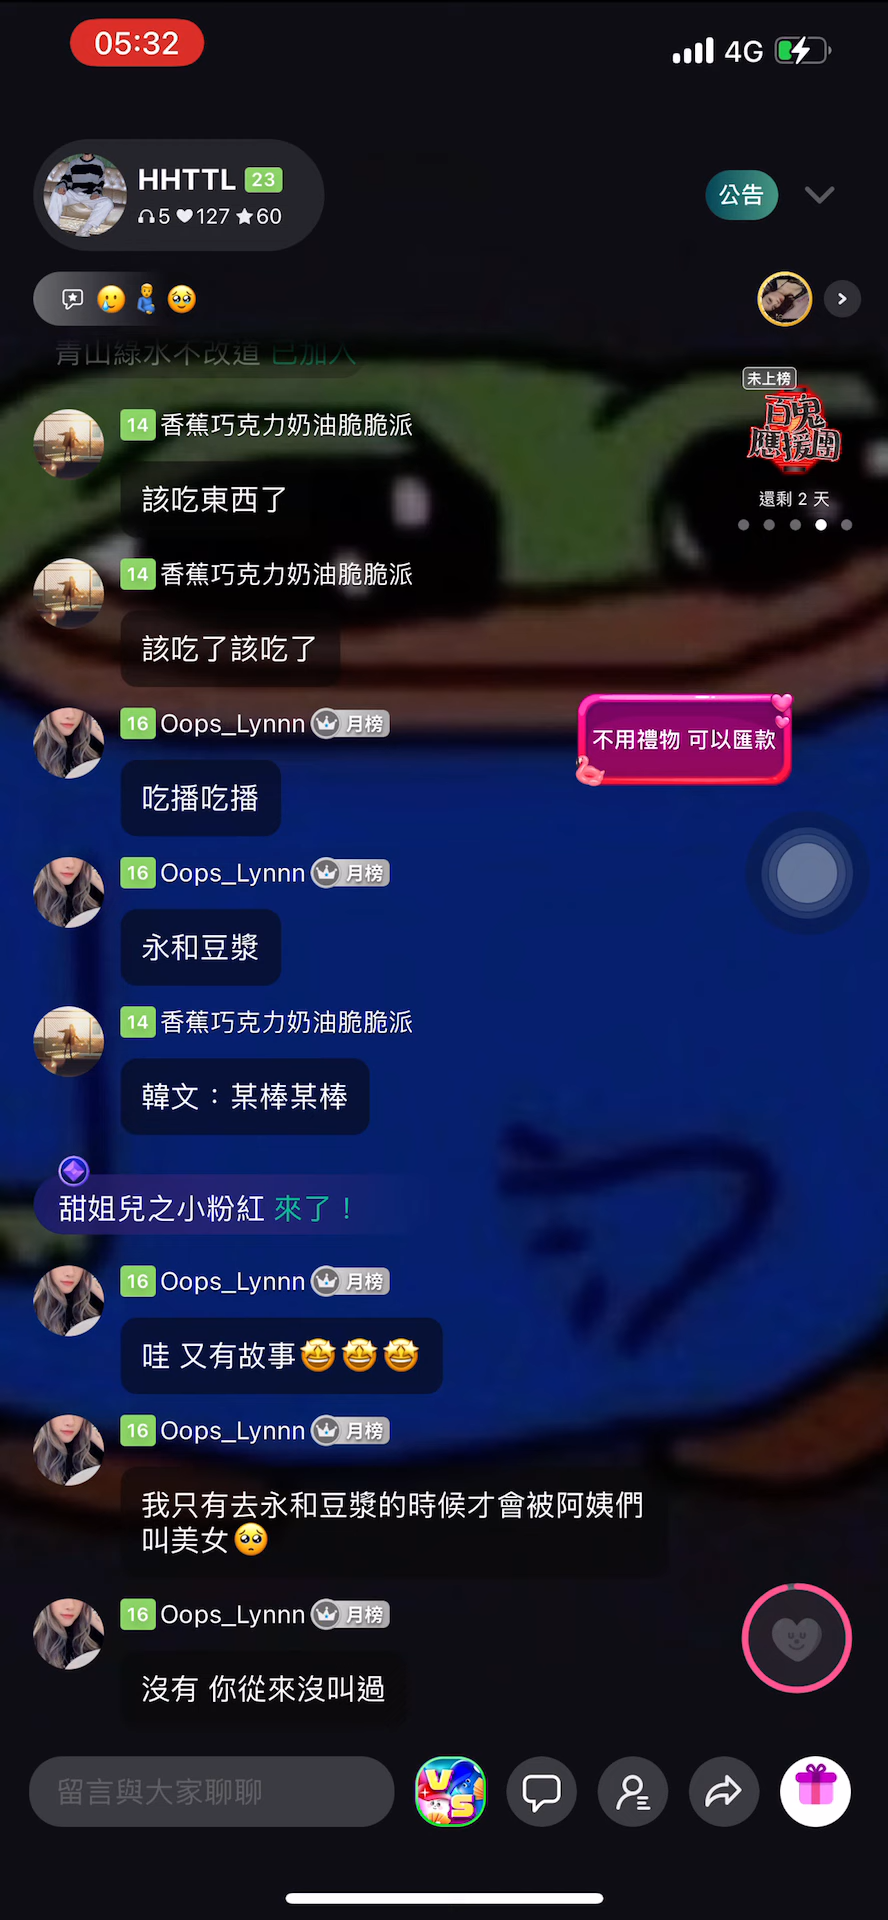 05:32
4G
HHTTL 23
5 127 60
公告
青山綠水不改道 已加入
未上榜
百鬼
應援團
還剩 2 天
14 香蕉巧克力奶油脆脆派
該吃東西了
14 香蕉巧克力奶油脆脆派
該吃了該吃了
16 Oops_Lynnn 月榜
不用禮物 可以匯款
吃播吃播
16 Oops_Lynnn 月榜
永和豆漿
14 香蕉巧克力奶油脆脆派
韓文：某棒某棒
甜姐兒之小粉紅 來了！
16 Oops_Lynnn 月榜
哇 又有故事🤩🤩🤩
16 Oops_Lynnn 月榜
我只有去永和豆漿的時候才會被阿姨們
叫美女🥺
16 Oops_Lynnn 月榜
沒有 你從來沒叫過
留言與大家聊聊
VS